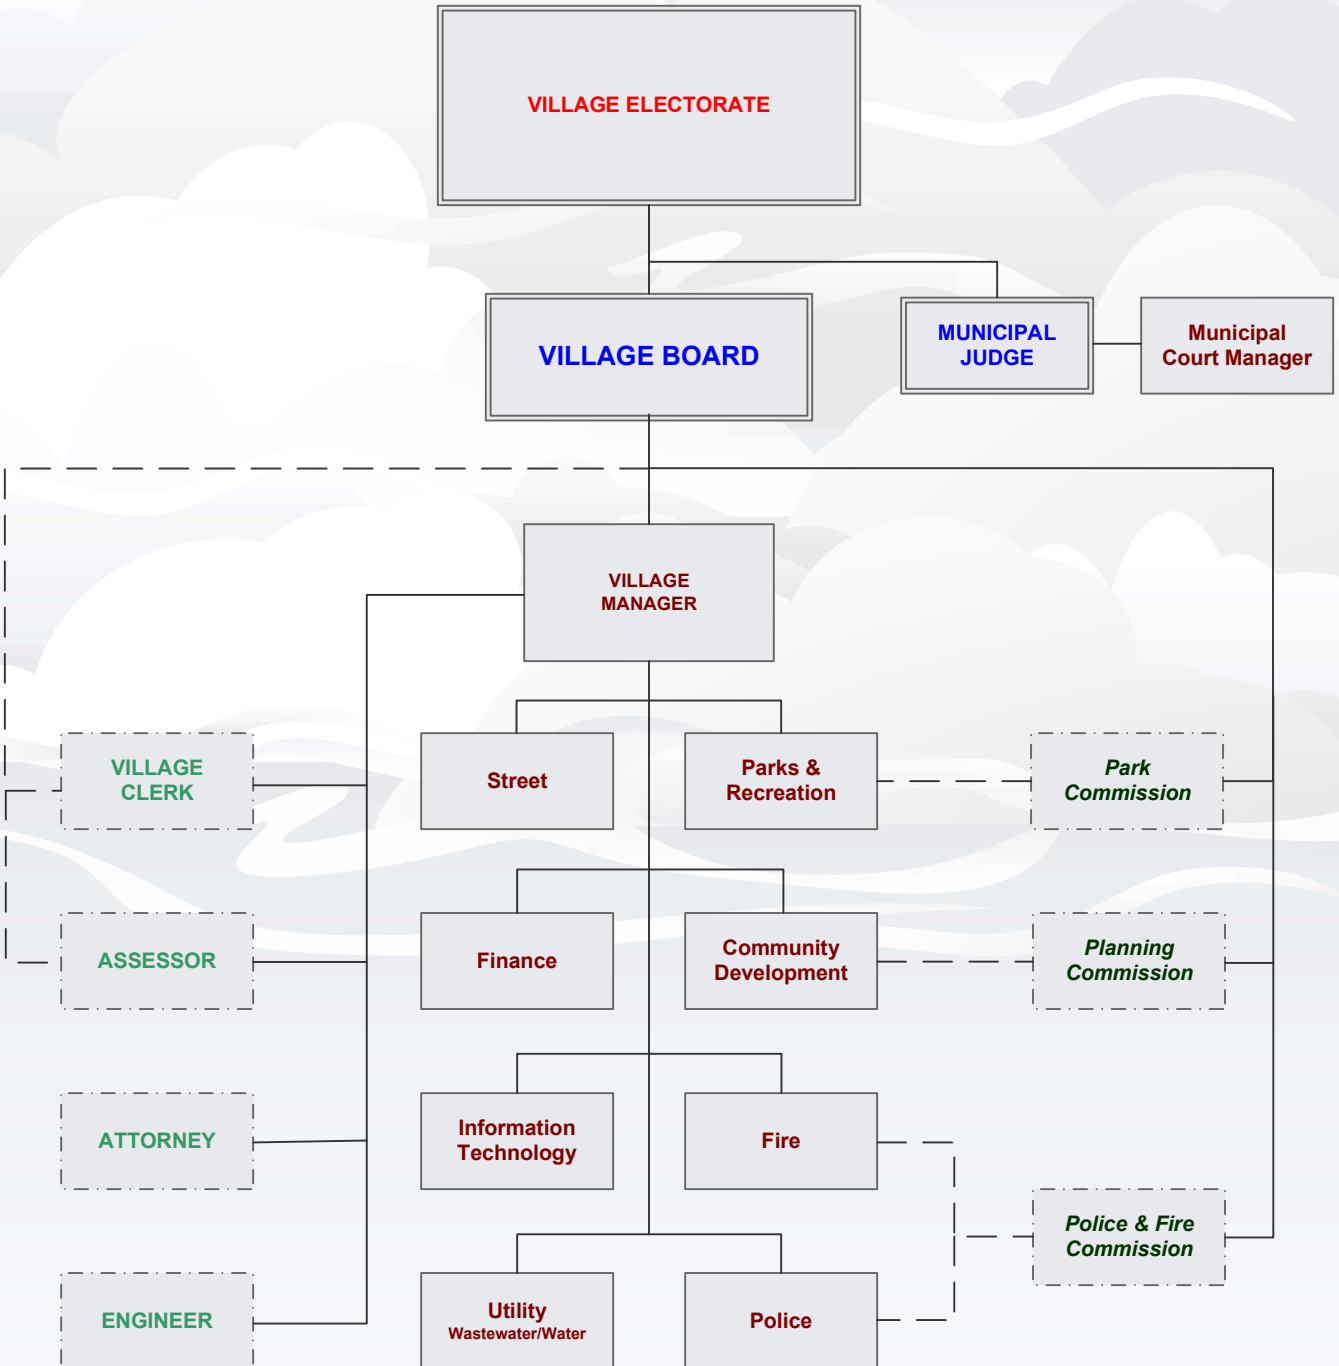 VILLAGE ELECTORATE
VILLAGE BOARD
MUNICIPAL
JUDGE
Municipal
Court Manager
VILLAGE
MANAGER
VILLAGE
CLERK
Street
Parks &
Recreation
Park
Commission
ASSESSOR
Finance
Community
Development
Planning
Commission
ATTORNEY
Information
Technology
Fire
Police & Fire
Commission
ENGINEER
Utility
Wastewater/Water
Police